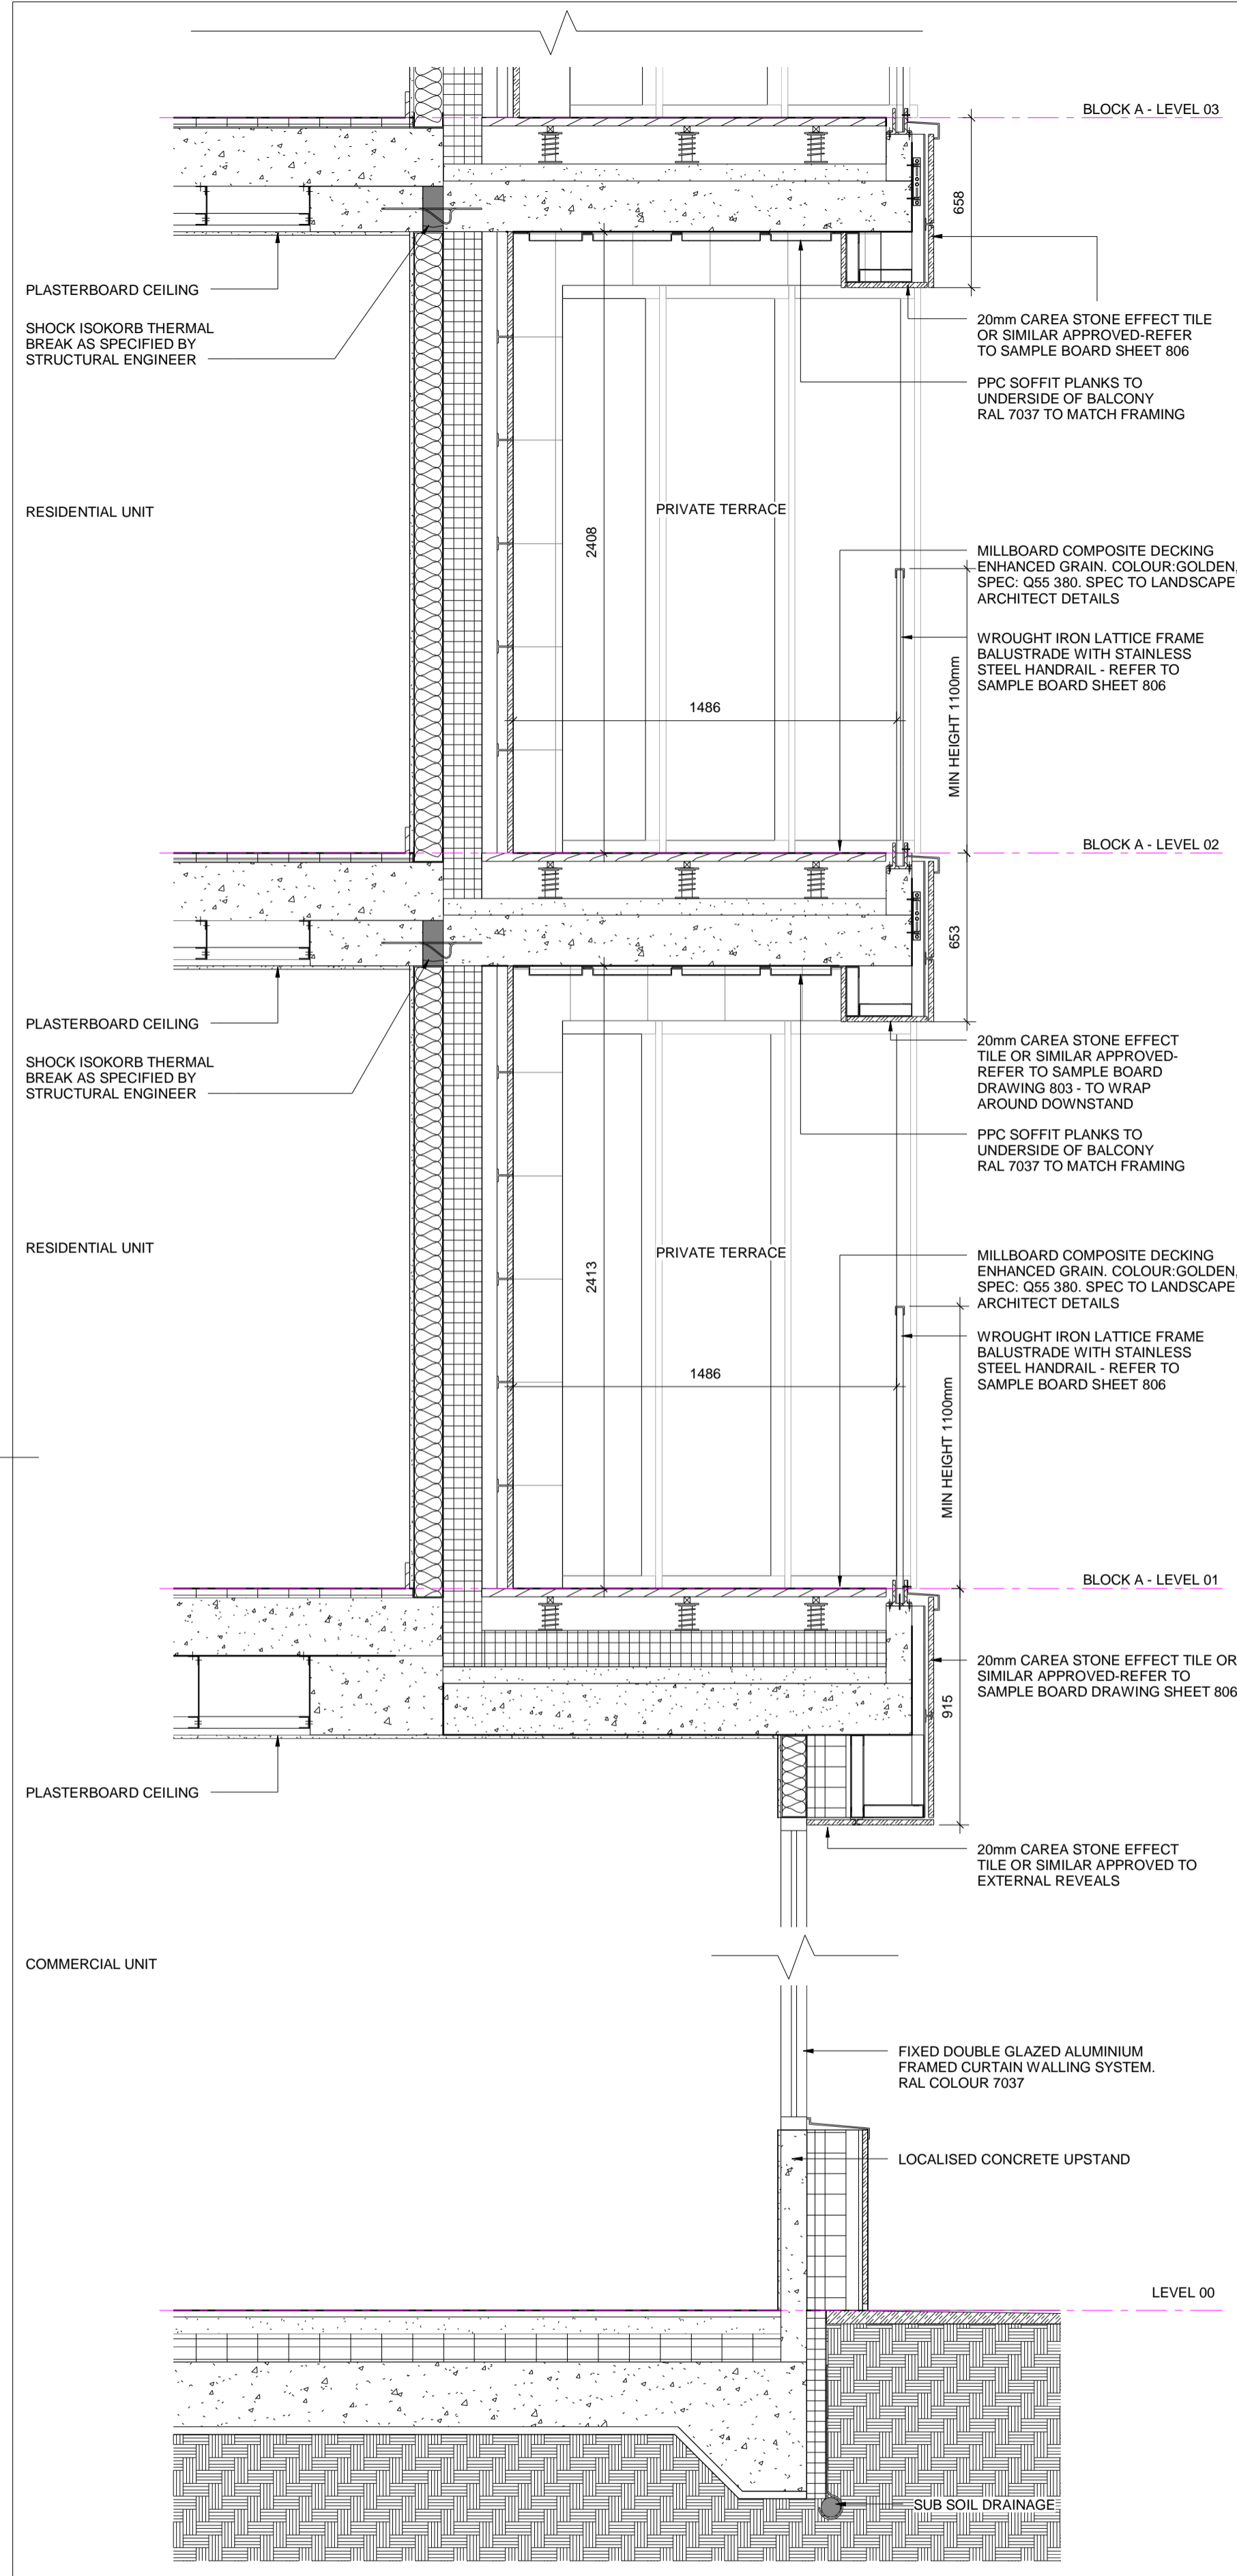 BLOCK A - LEVEL 03
658
PLASTERBOARD CEILING
SHOCK ISOKORB THERMAL
BREAK AS SPECIFIED BY
STRUCTURAL ENGINEER
20mm CAREA STONE EFFECT TILE
OR SIMILAR APPROVED-REFER
TO SAMPLE BOARD SHEET 806
PPC SOFFIT PLANKS TO
UNDERSIDE OF BALCONY
RAL 7037 TO MATCH FRAMING
RESIDENTIAL UNIT
PRIVATE TERRACE
2408
MILLBOARD COMPOSITE DECKING
ENHANCED GRAIN. COLOUR:GOLDEN,
SPEC: Q55 380. SPEC TO LANDSCAPE
ARCHITECT DETAILS
WROUGHT IRON LATTICE FRAME
BALUSTRADE WITH STAINLESS
STEEL HANDRAIL - REFER TO
SAMPLE BOARD SHEET 806
1486
MIN HEIGHT 1100mm
BLOCK A - LEVEL 02
653
PLASTERBOARD CEILING
SHOCK ISOKORB THERMAL
BREAK AS SPECIFIED BY
STRUCTURAL ENGINEER
20mm CAREA STONE EFFECT
TILE OR SIMILAR APPROVED-
REFER TO SAMPLE BOARD
DRAWING 803 - TO WRAP
AROUND DOWNSTAND
PPC SOFFIT PLANKS TO
UNDERSIDE OF BALCONY
RAL 7037 TO MATCH FRAMING
RESIDENTIAL UNIT
PRIVATE TERRACE
2413
MILLBOARD COMPOSITE DECKING
ENHANCED GRAIN. COLOUR:GOLDEN,
SPEC: Q55 380. SPEC TO LANDSCAPE
ARCHITECT DETAILS
WROUGHT IRON LATTICE FRAME
BALUSTRADE WITH STAINLESS
STEEL HANDRAIL - REFER TO
SAMPLE BOARD SHEET 806
1486
MIN HEIGHT 1100mm
BLOCK A - LEVEL 01
20mm CAREA STONE EFFECT TILE OR
SIMILAR APPROVED-REFER TO
SAMPLE BOARD DRAWING SHEET 806
915
PLASTERBOARD CEILING
20mm CAREA STONE EFFECT
TILE OR SIMILAR APPROVED TO
EXTERNAL REVEALS
COMMERCIAL UNIT
FIXED DOUBLE GLAZED ALUMINIUM
FRAMED CURTAIN WALLING SYSTEM.
RAL COLOUR 7037
LOCALISED CONCRETE UPSTAND
LEVEL 00
SUB SOIL DRAINAGE